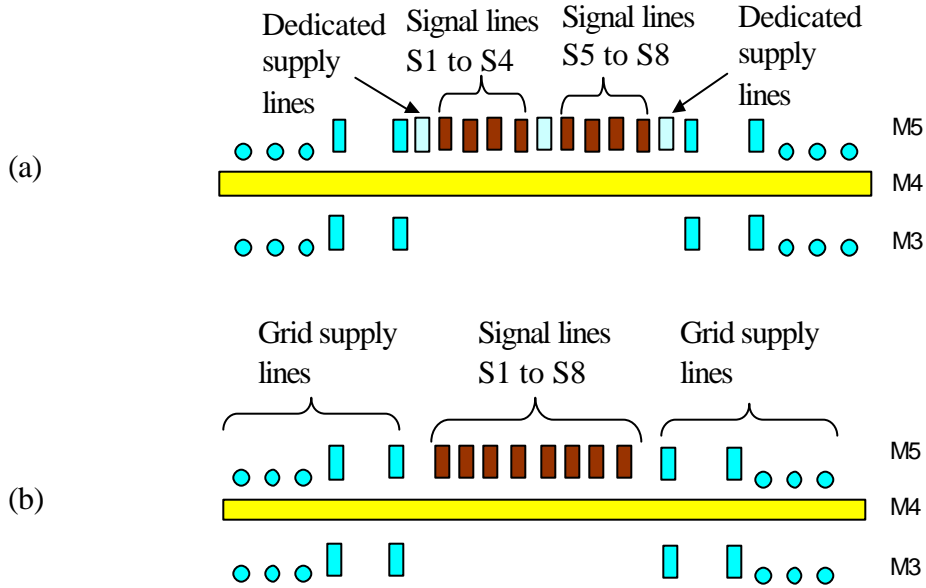 Dedicated
supply
lines
Signal lines
S1 to S4
Signal lines
S5 to S8
Dedicated
supply
lines
M5
(a)
M4
M3
Grid supply
lines
Signal lines
S1 to S8
Grid supply
lines
M5
(b)
M4
M3